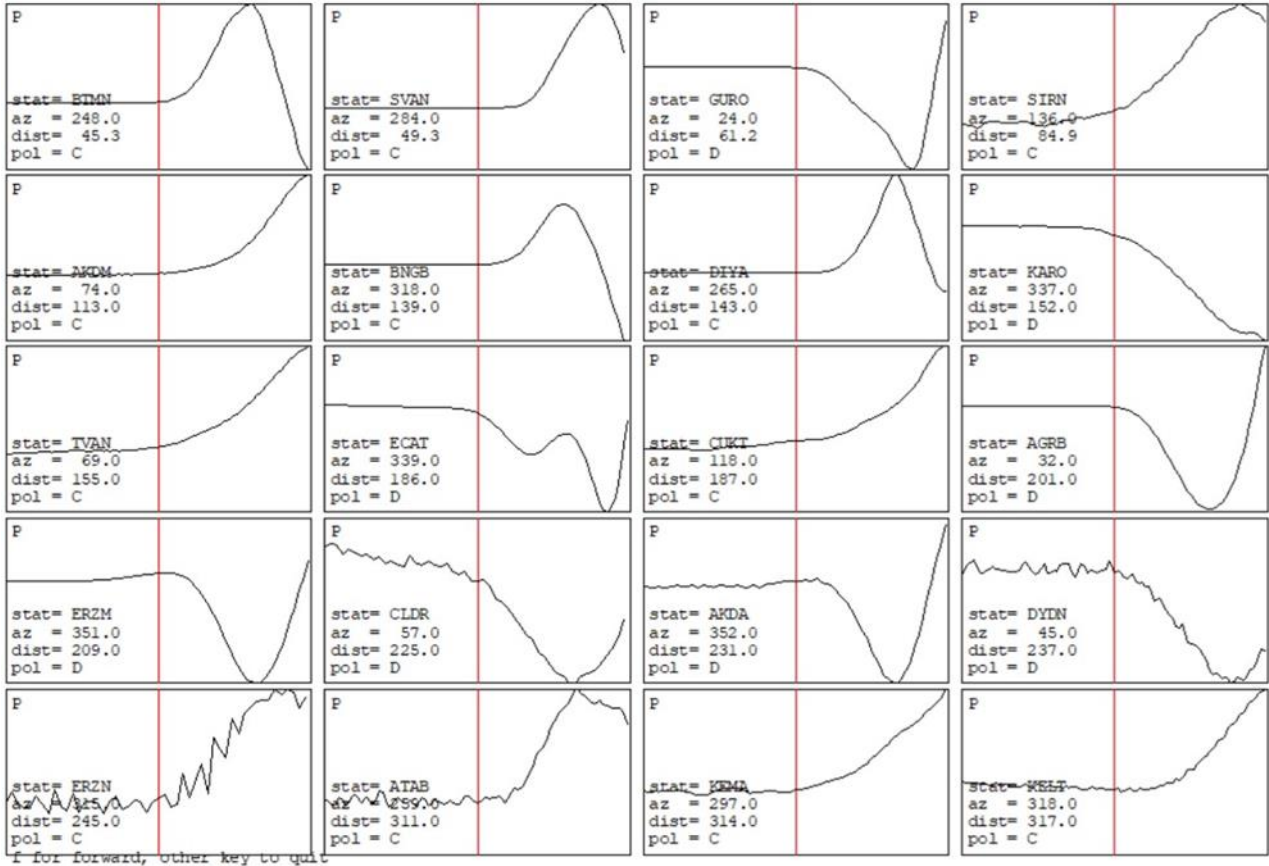 P
stat= BTMN
az = 248.0
dist= 45.3
pol = C
P
stat= SVAN
az = 284.0
dist= 49.3
pol = C
P
stat= GURO
az = 24.0
dist= 61.2
pol = D
P
stat= SIRN
az = 136.0
dist= 84.9
pol = C
P
stat= AKDM
az = 74.0
dist= 113.0
pol = C
P
stat= BNGB
az = 318.0
dist= 139.0
pol = C
P
stat= DIYA
az = 265.0
dist= 143.0
pol = C
P
stat= KARO
az = 337.0
dist= 152.0
pol = D
P
stat= TVAN
az = 69.0
dist= 155.0
pol = C
P
stat= ECAT
az = 339.0
dist= 186.0
pol = D
P
stat= CUKT
az = 118.0
dist= 187.0
pol = C
P
stat= AGRB
az = 32.0
dist= 201.0
pol = D
P
stat= ERZM
az = 351.0
dist= 209.0
pol = D
P
stat= CLDR
az = 57.0
dist= 225.0
pol = D
P
stat= AKDA
az = 352.0
dist= 231.0
pol = D
P
stat= DYDN
az = 45.0
dist= 237.0
pol = D
P
stat= ERZN
az = 315.0
dist= 245.0
pol = C
P
stat= ATAB
az = 259.0
dist= 311.0
pol = C
P
stat= KEMA
az = 297.0
dist= 314.0
pol = C
P
stat= KELT
az = 318.0
dist= 317.0
pol = C
f for forward, other key to quit